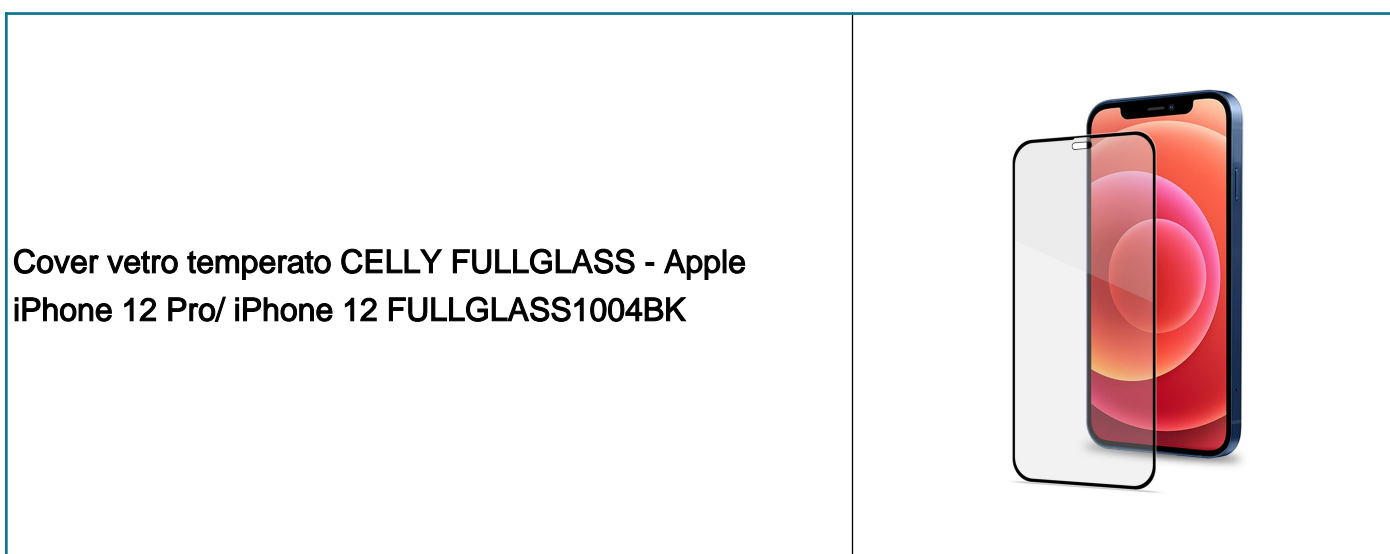 Cover vetro temperato CELLY FULLGLASS - Apple
iPhone 12 Pro/ iPhone 12 FULLGLASS1004BK